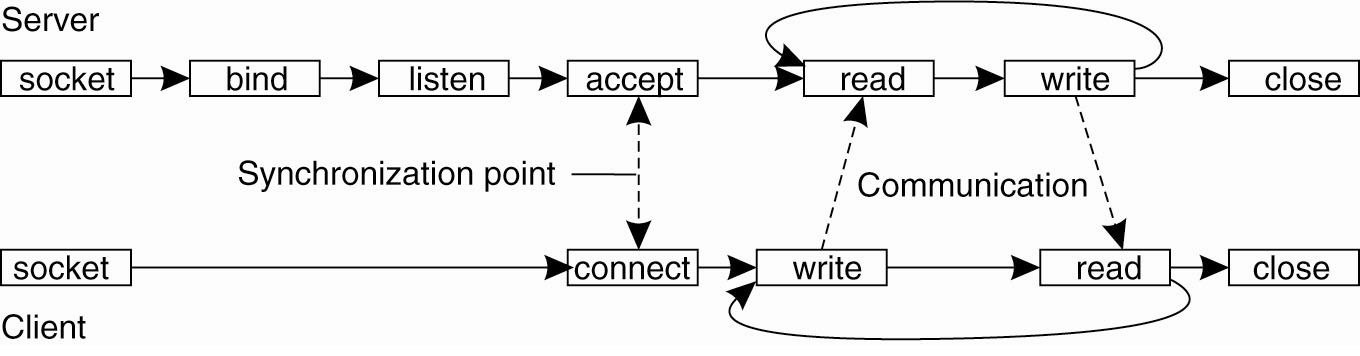 Server
socket bind listen accept read write close
Synchronization point
Communication
socket connect write read close
Client